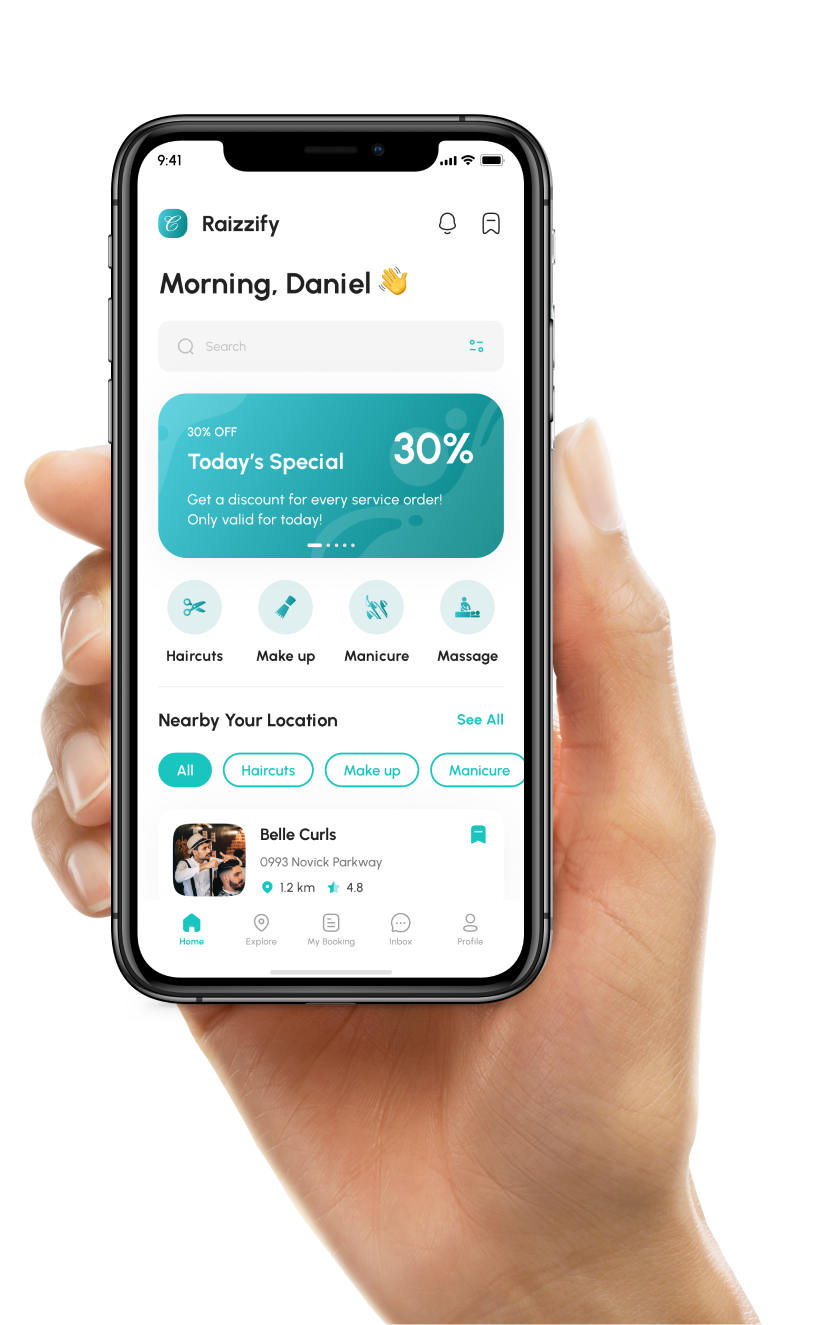 9:41
Raizzify
Morning, Daniel 👋
Search
30% OFF
Today's Special
30%
Get a discount for every service order!
Only valid for today!
Haircuts Make up Manicure Massage
Nearby Your Location See All
All Haircuts Make up Manicure
Belle Curls
0993 Novick Parkway
1.2 km 4.8
Home Explore My Booking Inbox Profile